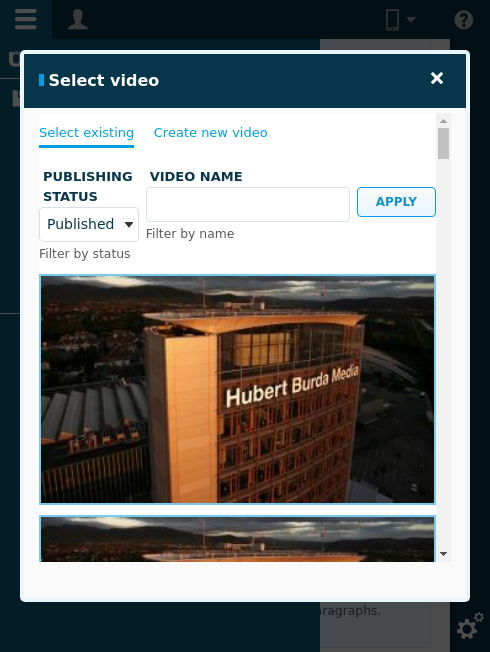 Select video
Select existing Create new video
PUBLISHING STATUS
VIDEO NAME
Published
APPLY
Filter by name
Filter by status
Hubert Burda Media
paragraphs.